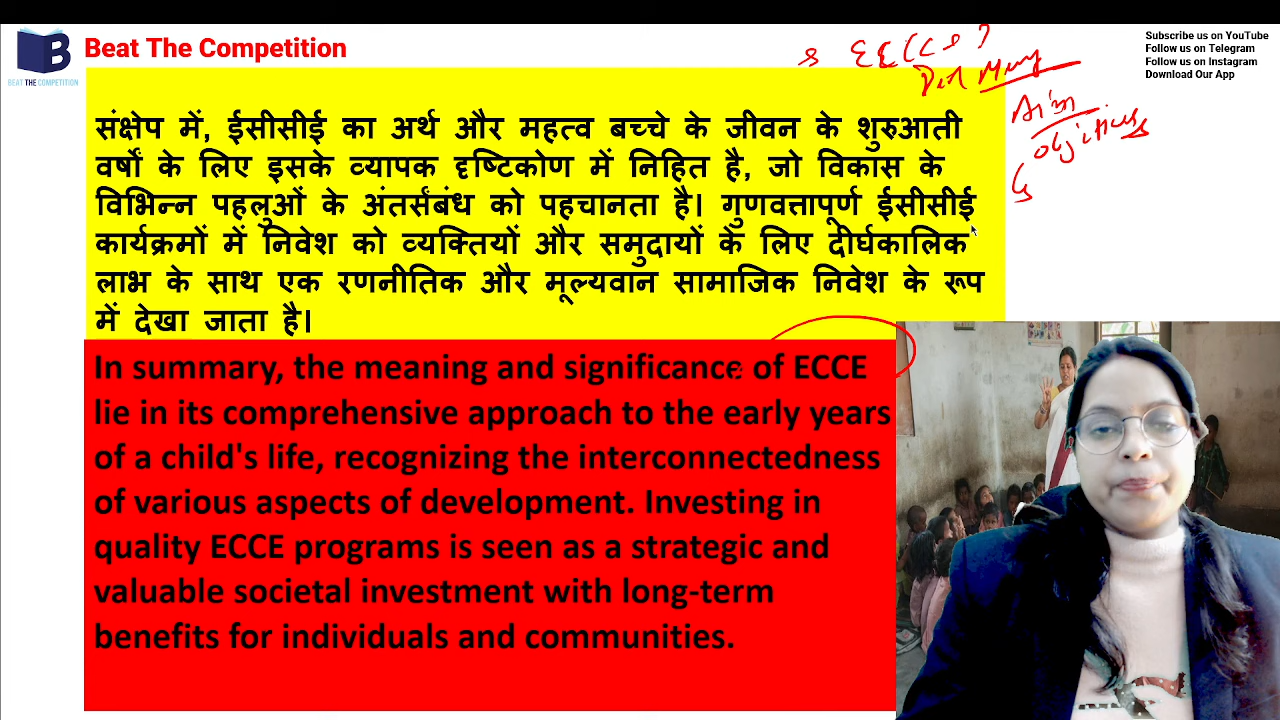 Beat The Competition
BEAT THE COMPETITION
Subscribe us on YouTube
Follow us on Telegram
Follow us on Instagram
Download Our App
Aim
objectives
संक्षेप में, ईसीसीई का अर्थ और महत्व बच्चे के जीवन के शुरुआती
वर्षों के लिए इसके व्यापक दृष्टिकोण में निहित है, जो विकास के
विभिन्न पहलुओं के अंतर्संबंध को पहचानता है। गुणवत्तापूर्ण ईसीसीई
कार्यक्रमों में निवेश को व्यक्तियों और समुदायों के लिए दीर्घकालिक
लाभ के साथ एक रणनीतिक और मूल्यवान सामाजिक निवेश के रूप
में देखा जाता है।
In summary, the meaning and significance of ECCE
lie in its comprehensive approach to the early years
of a child's life, recognizing the interconnectedness
of various aspects of development. Investing in
quality ECCE programs is seen as a strategic and
valuable societal investment with long-term
benefits for individuals and communities.